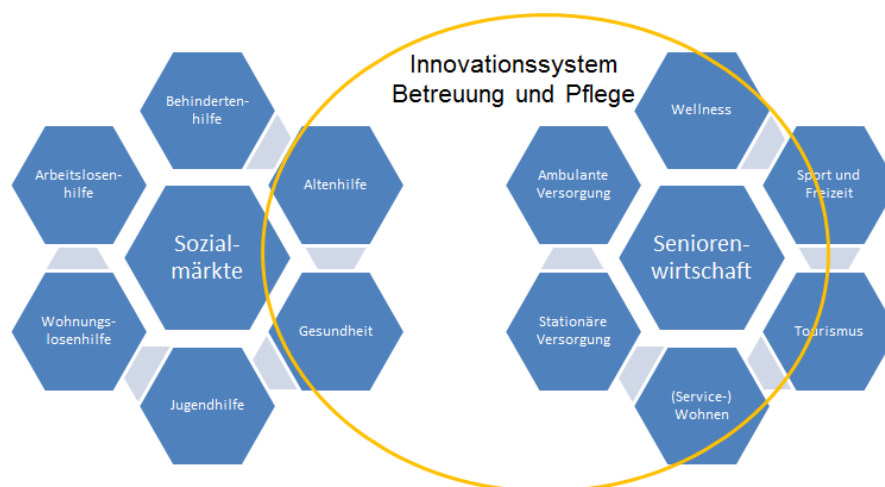 Innovationssystem
Betreuung und Pflege
Behinderten-
hilfe
Arbeitslosen-
hilfe
Altenhilfe
Sozial-
märkte
Wohnungs-
losenhilfe
Gesundheit
Jugendhilfe
Wellness
Ambulante
Versorgung
Sport und
Freizeit
Senioren-
wirtschaft
Stationäre
Versorgung
Tourismus
(Service-)
Wohnen